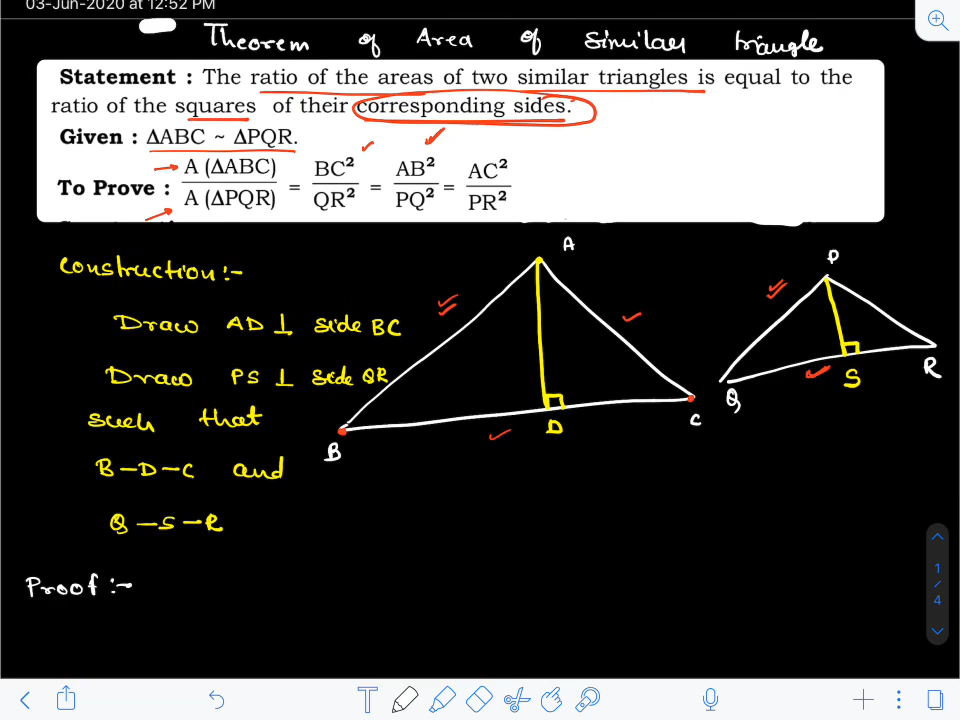 03-Jun-2020 at 12:52 PM
Theorem of Area of Similar triangle
Statement : The ratio of the areas of two similar triangles is equal to the
ratio of the squares of their corresponding sides.
Given : ΔABC ~ ΔPQR.
To Prove : A (ΔABC) / A (ΔPQR) = BC² / QR² = AB² / PQ² = AC² / PR²
Construction :-
Draw AD ⊥ side BC
Draw PS ⊥ side QR
such that
B-D-C and
Q-S-R
A
B
D
C
P
Q
S
R
Proof :-
1
/
4
T